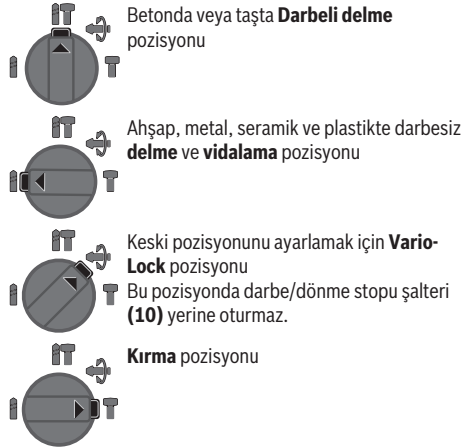 Betonda veya taşta Darbeli delme
pozisyonu
Ahşap, metal, seramik ve plastikte darbesiz
delme ve vidalama pozisyonu
Keski pozisyonunu ayarlamak için Vario-
Lock pozisyonu
Bu pozisyonda darbe/dönme stopu şalteri
(10) yerine oturmaz.
Kırma pozisyonu